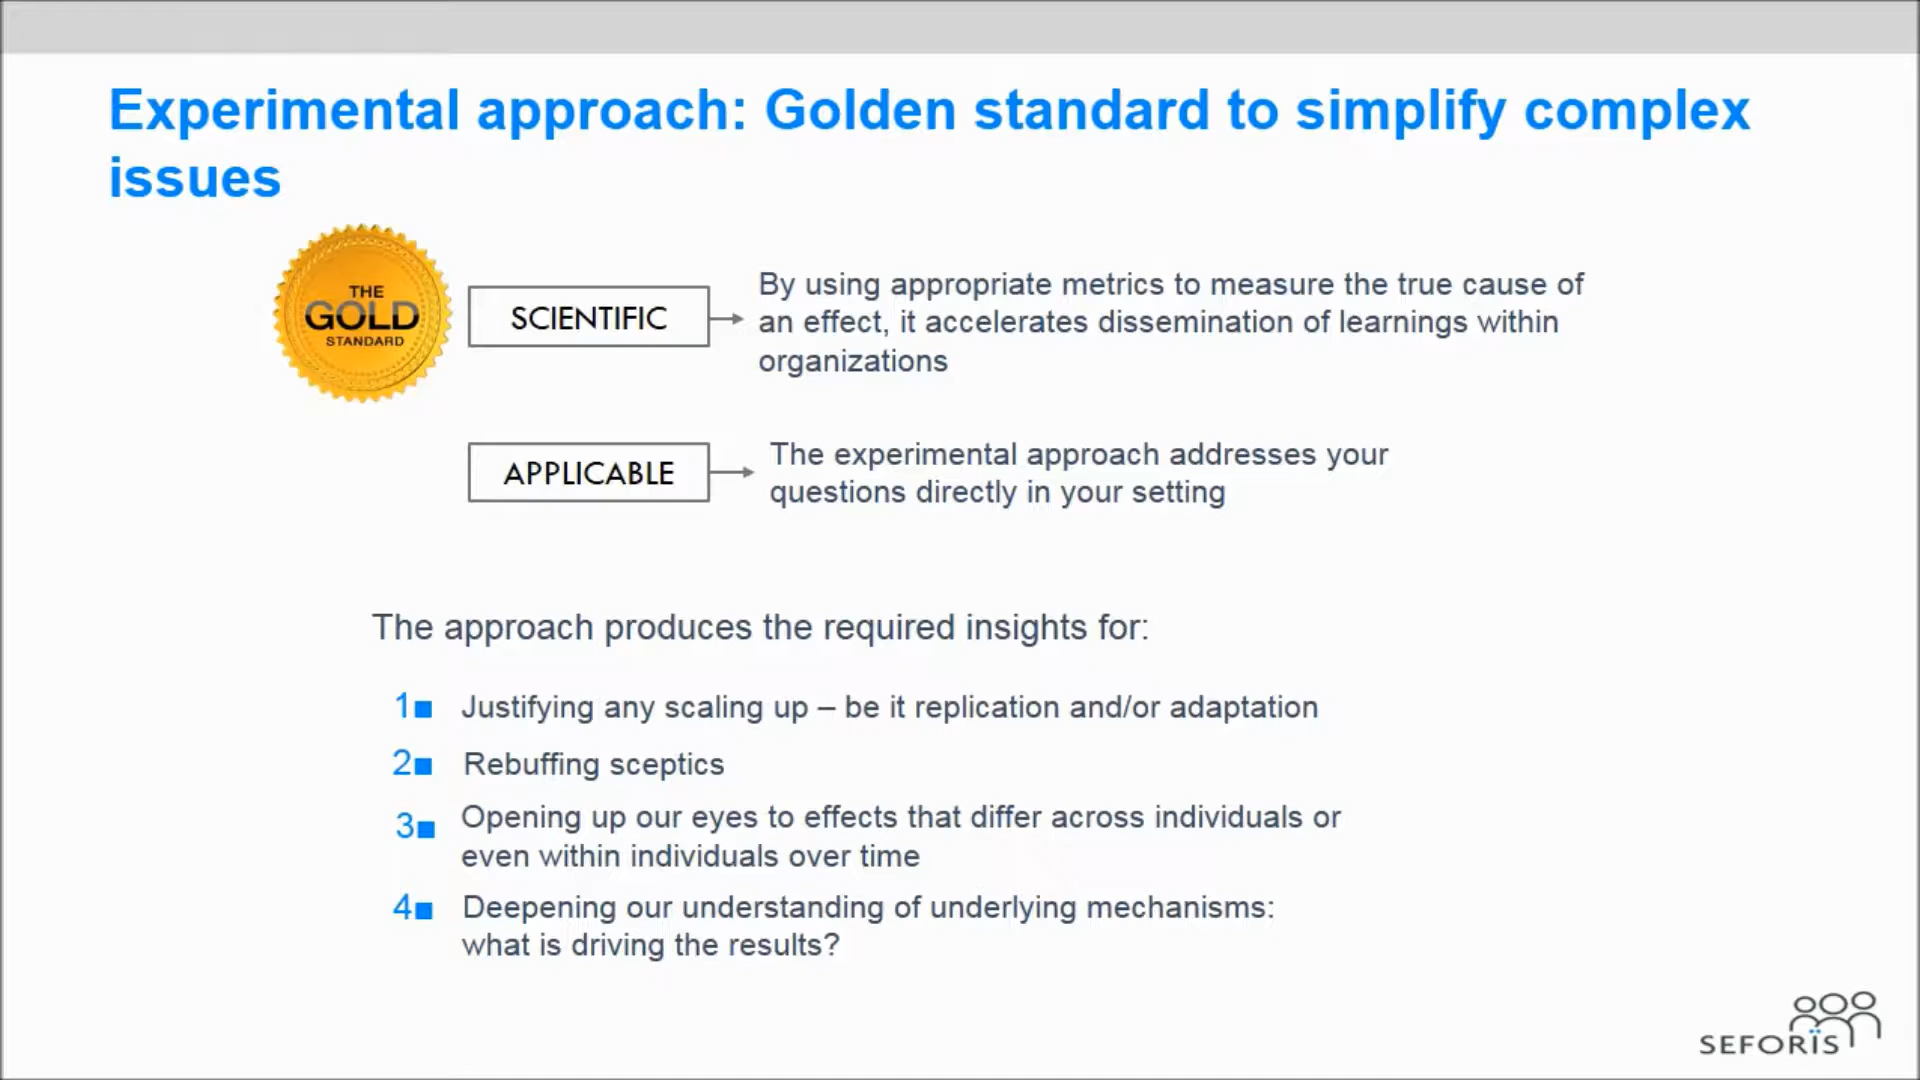 Experimental approach: Golden standard to simplify complex
issues
THE
GOLD
STANDARD
SCIENTIFIC
By using appropriate metrics to measure the true cause of
an effect, it accelerates dissemination of learnings within
organizations
APPLICABLE
The experimental approach addresses your
questions directly in your setting
The approach produces the required insights for:
1■ Justifying any scaling up – be it replication and/or adaptation
2■ Rebuffing sceptics
3■ Opening up our eyes to effects that differ across individuals or
even within individuals over time
4■ Deepening our understanding of underlying mechanisms:
what is driving the results?
SEFORÏS